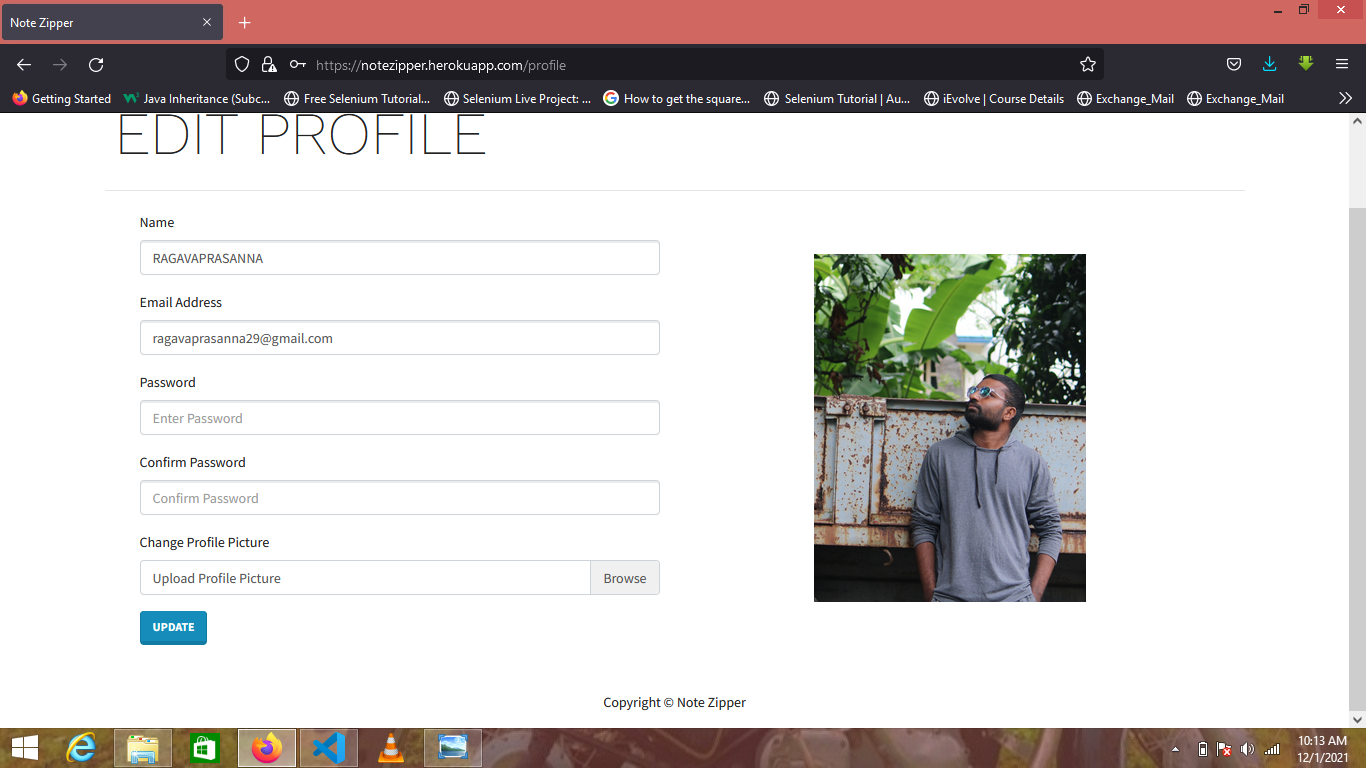 Note Zipper
https://notezipper.herokuapp.com/profile
Getting Started
Java Inheritance (Subc...
Free Selenium Tutorial...
Selenium Live Project: ...
How to get the square...
Selenium Tutorial | Au...
iEvolve | Course Details
Exchange_Mail
Exchange_Mail
EDIT PROFILE
Name
RAGAVAPRASANNA
Email Address
ragavaprasanna29@gmail.com
Password
Enter Password
Confirm Password
Confirm Password
Change Profile Picture
Upload Profile Picture
Browse
UPDATE
Copyright © Note Zipper
10:13 AM
12/1/2021